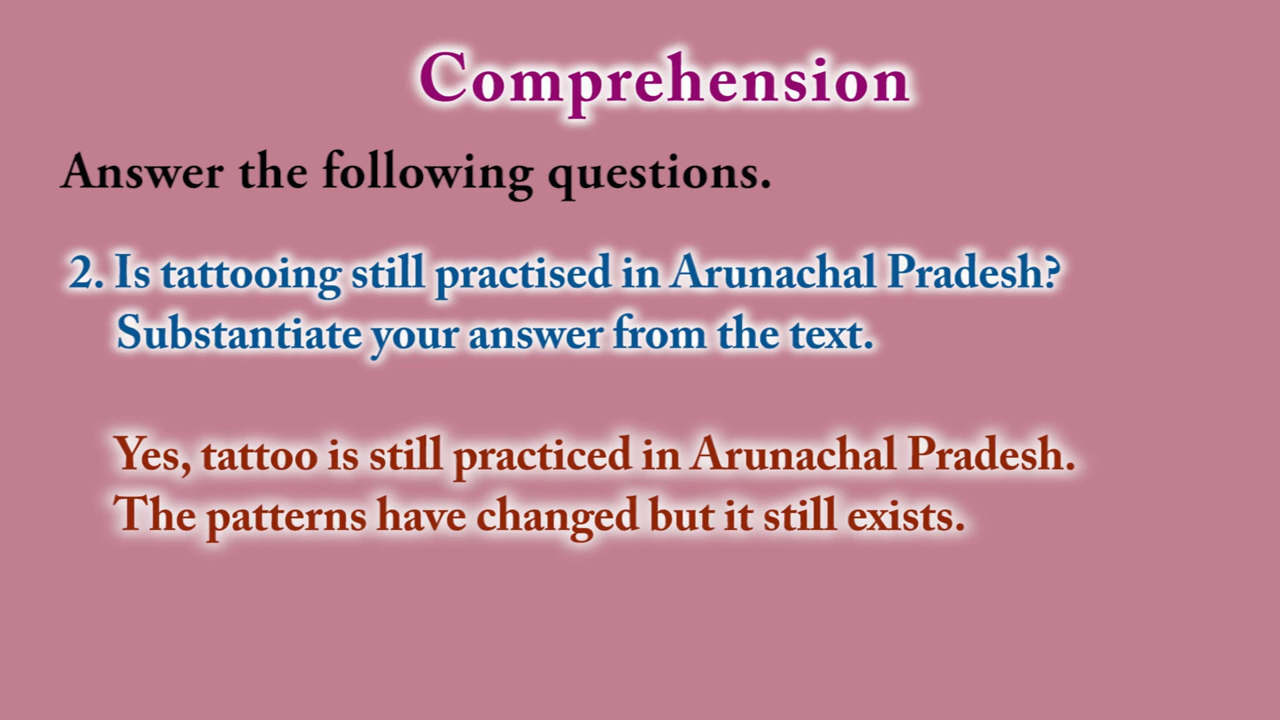 Comprehension
Answer the following questions.
2. Is tattooing still practised in Arunachal Pradesh?
Substantiate your answer from the text.
Yes, tattoo is still practiced in Arunachal Pradesh.
The patterns have changed but it still exists.